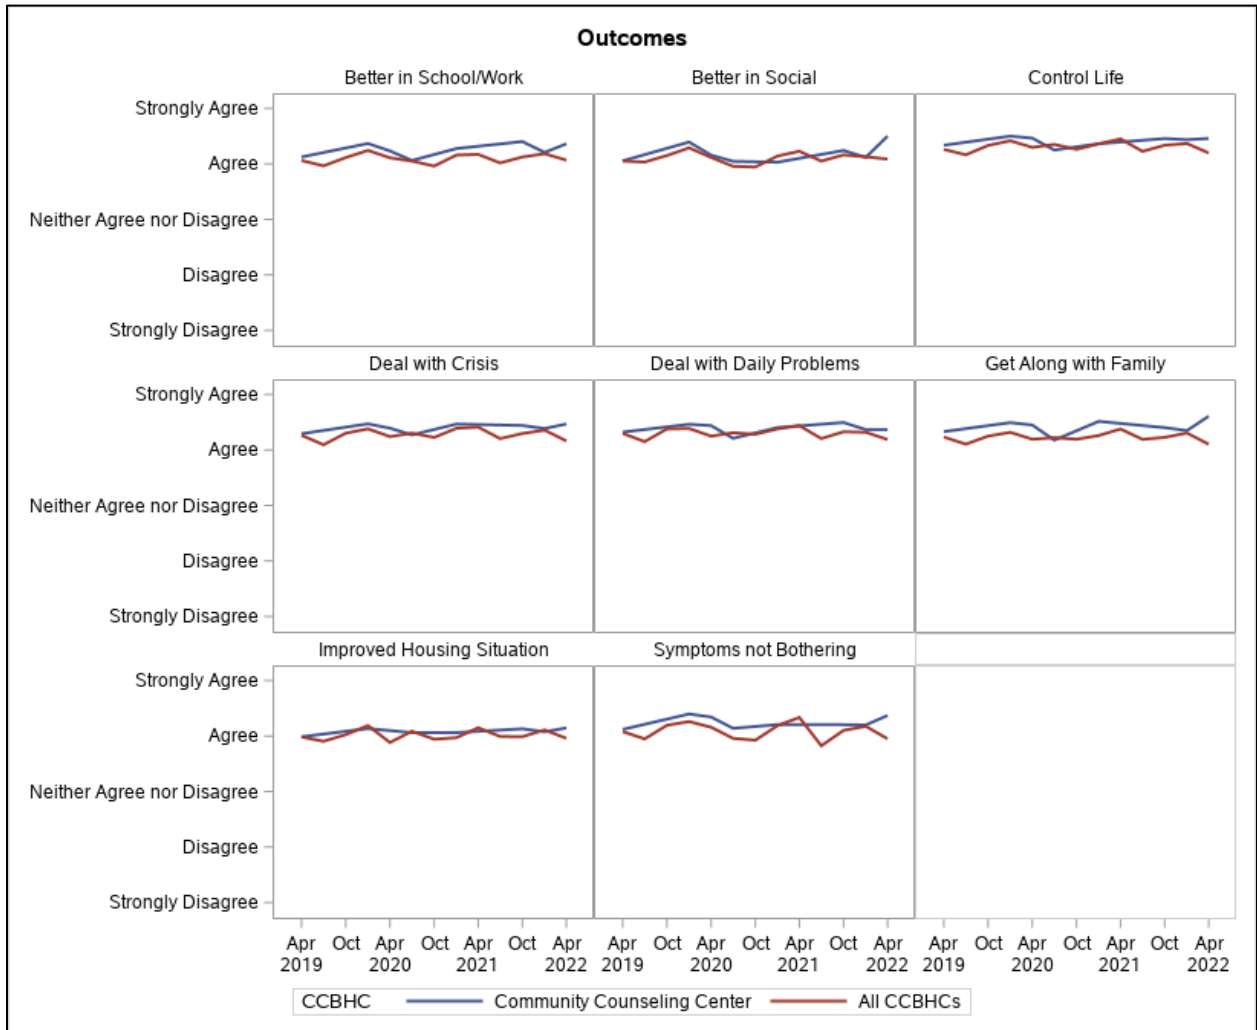 Outcomes
Better in School/Work
Better in Social
Control Life
Strongly Agree
Agree
Neither Agree nor Disagree
Disagree
Strongly Disagree
Deal with Crisis
Deal with Daily Problems
Get Along with Family
Strongly Agree
Agree
Neither Agree nor Disagree
Disagree
Strongly Disagree
Improved Housing Situation
Symptoms not Bothering
Strongly Agree
Agree
Neither Agree nor Disagree
Disagree
Strongly Disagree
Apr Oct Apr Oct Apr Oct Apr Apr Oct Apr Oct Apr Oct Apr Apr Oct Apr Oct Apr Oct Apr
2019 2020 2021 2022 2019 2020 2021 2022 2019 2020 2021 2022
CCBHC Community Counseling Center All CCBHCs